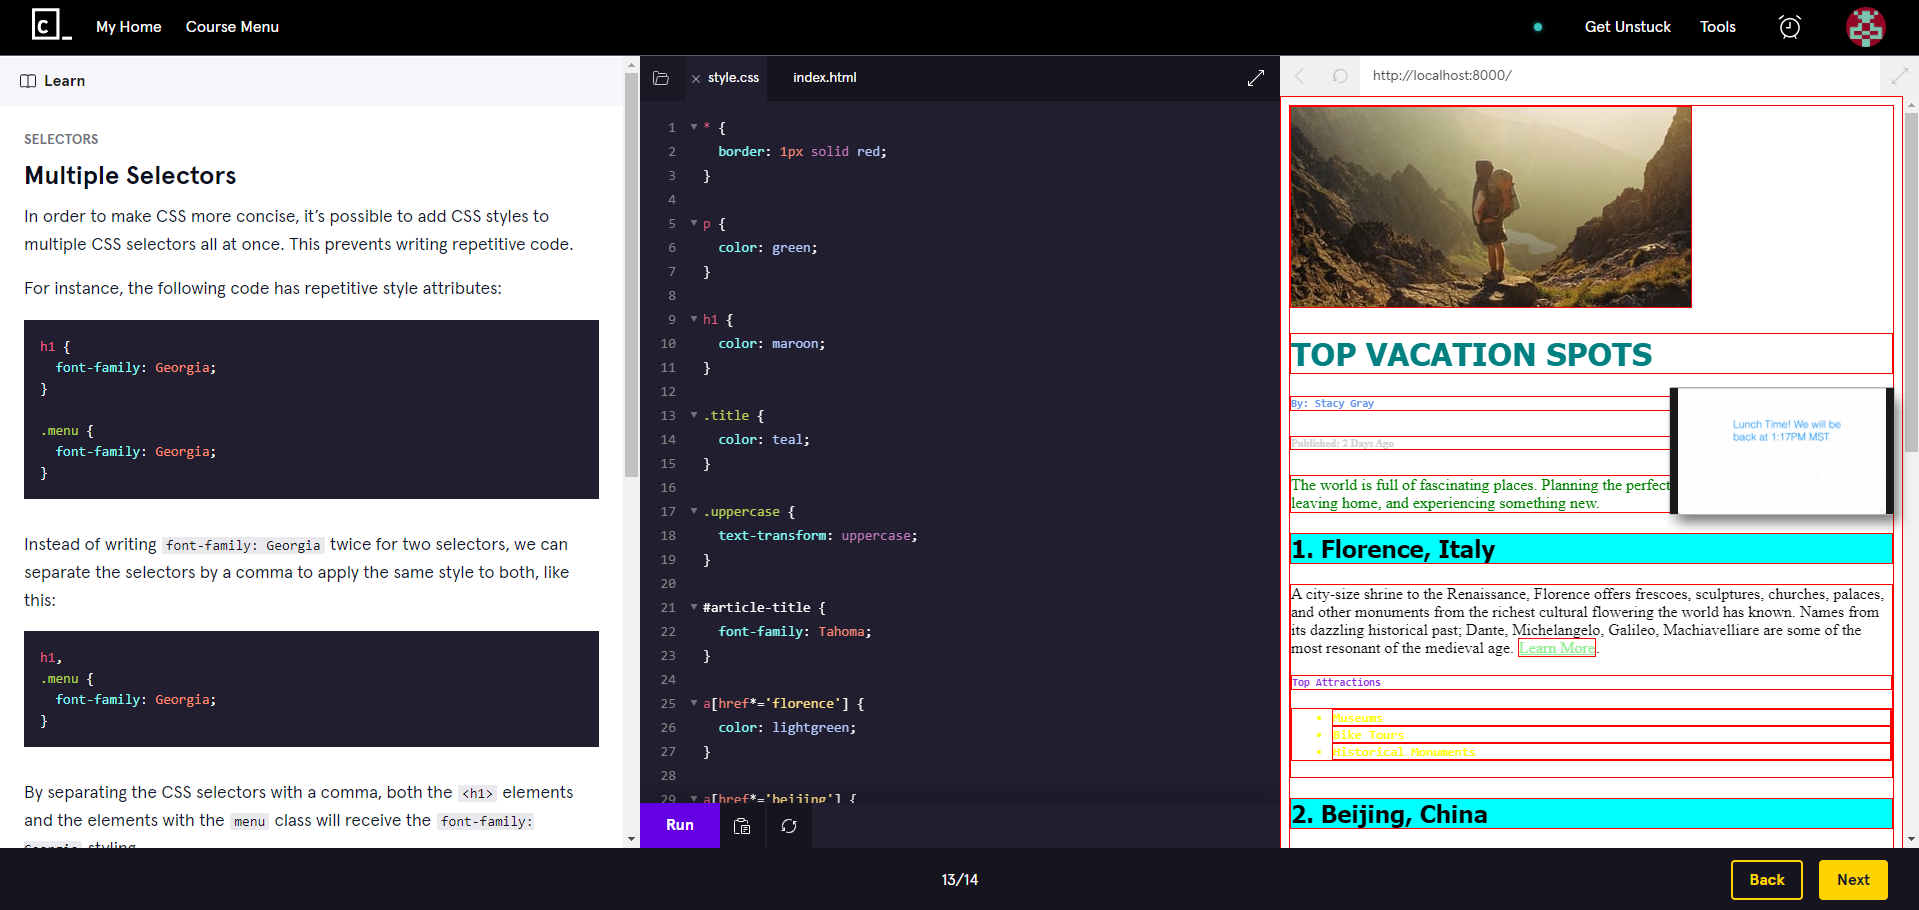 My Home
Course Menu
Get Unstuck
Tools
Learn
SELECTORS
Multiple Selectors
In order to make CSS more concise, it’s possible to add CSS styles to
multiple CSS selectors all at once. This prevents writing repetitive code.
For instance, the following code has repetitive style attributes:
h1 {
font-family: Georgia;
}
.menu {
font-family: Georgia;
}
Instead of writing font-family: Georgia twice for two selectors, we can
separate the selectors by a comma to apply the same style to both, like
this:
h1,
.menu {
font-family: Georgia;
}
By separating the CSS selectors with a comma, both the <h1> elements
and the elements with the menu class will receive the font-family:
Georgia styling.
style.css
index.html
1 * {
2 border: 1px solid red;
3 }
4
5 p {
6 color: green;
7 }
8
9 h1 {
10 color: maroon;
11 }
12
13 .title {
14 color: teal;
15 }
16
17 .uppercase {
18 text-transform: uppercase;
19 }
20
21 #article-title {
22 font-family: Tahoma;
23 }
24
25 a[href*='florence'] {
26 color: lightgreen;
27 }
28
29 a[href*='beijing'] {
Run
http://localhost:8000/
TOP VACATION SPOTS
By: Stacy Gray
Published: 2 Days Ago
The world is full of fascinating places. Planning the perfect
leaving home, and experiencing something new.
Lunch Time! We will be
back at 1:17PM MST
1. Florence, Italy
A city-size shrine to the Renaissance, Florence offers frescoes, sculptures, churches, palaces,
and other monuments from the richest cultural flowering the world has known. Names from
its dazzling historical past; Dante, Michelangelo, Galileo, Machiavelliare are some of the
most resonant of the medieval age. Learn More.
Top Attractions
Museums
Bike Tours
Historical Monuments
2. Beijing, China
13/14
Back
Next